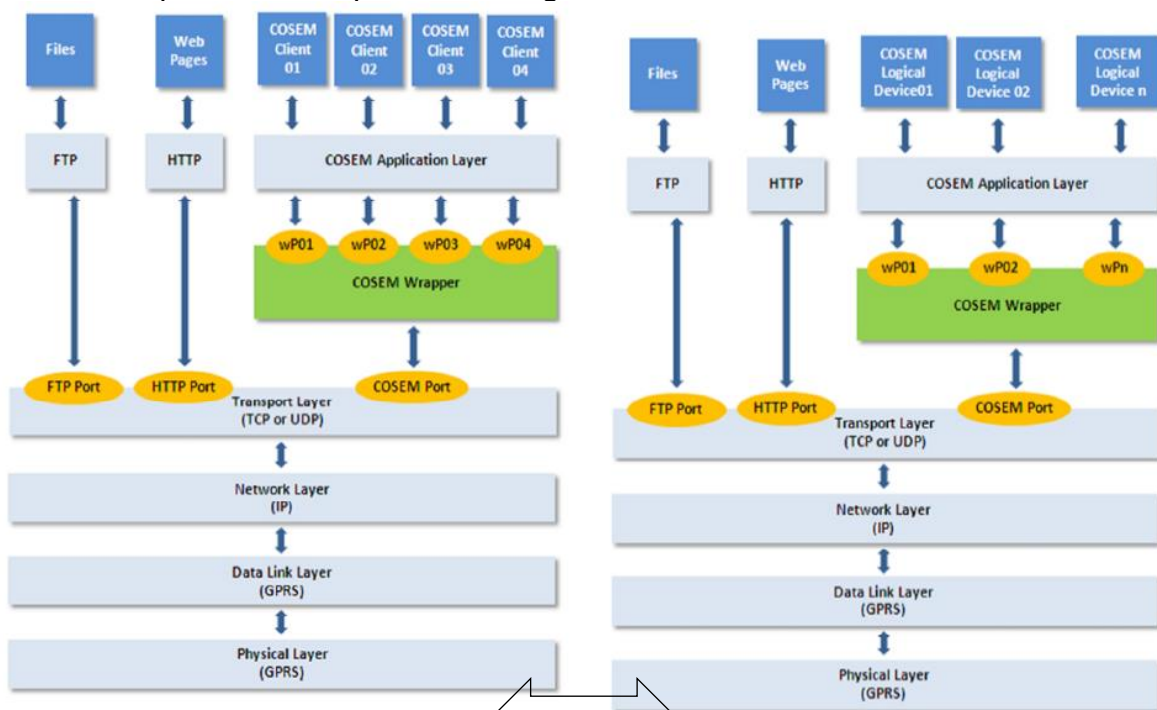 Files
Web
Pages
COSEM
Client
01
COSEM
Client
02
COSEM
Client
03
COSEM
Client
04
FTP
HTTP
COSEM Application Layer
wP01
wP02
wP03
wP04
COSEM Wrapper
FTP Port
HTTP Port
COSEM Port
Transport Layer
(TCP or UDP)
Network Layer
(IP)
Data Link Layer
(GPRS)
Physical Layer
(GPRS)
Files
Web
Pages
COSEM
Logical
Device01
COSEM
Logical
Device 02
COSEM
Logical
Device n
FTP
HTTP
COSEM Application Layer
wP01
wP02
wPn
COSEM Wrapper
FTP Port
HTTP Port
COSEM Port
Transport Layer
(TCP or UDP)
Network Layer
(IP)
Data Link Layer
(GPRS)
Physical Layer
(GPRS)